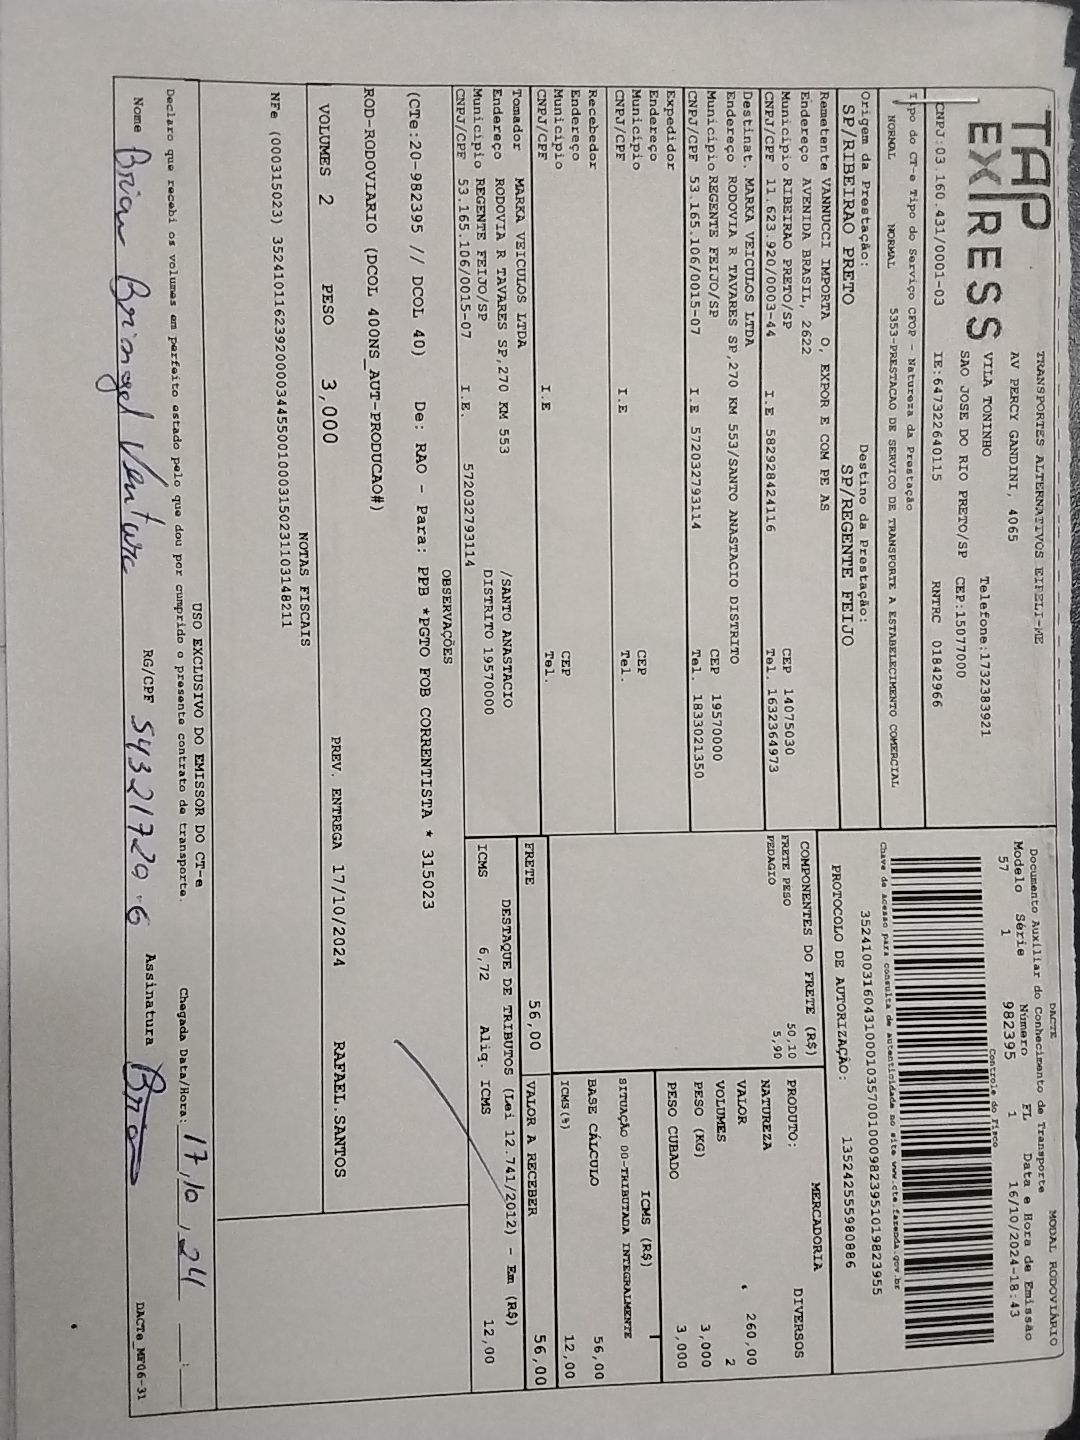 TAP
EXPRESS
TRANSPORTES ALTERNATIVOS EIRELI-ME
AV PERCY GANDINI, 4065
VILA TONINHO Telefone:1732383921
SAO JOSE DO RIO PRETO/SP CEP:15077000
CNPJ:03.160.431/0001-03 IE:647322640115 RNTRC 01842966
DACTE MODAL RODOVIÁRIO
Documento Auxiliar do Conhecimento de Transporte
Modelo Série Número FL Data e Hora de Emissão
57 1 982395 1 16/10/2024-18:43
Controle do Fisco
Chave de acesso para consulta de autenticidade no site www.cte.fazenda.gov.br
35241003160431000103570010009823951019823955
PROTOCOLO DE AUTORIZAÇÃO: 135242555980886
Tipo do CT-e Tipo do Serviço CFOP - Natureza da Prestação
NORMAL NORMAL 5353-PRESTACAO DE SERVICO DE TRANSPORTE A ESTABELECIMENTO COMERCIAL
Origem da Prestação: Destino da Prestação:
SP/RIBEIRAO PRETO SP/REGENTE FEIJO
Remetente VANNUCCI IMPORTA O, EXPOR E COM PE AS
Endereço AVENIDA BRASIL, 2622
Município RIBEIRAO PRETO/SP CEP 14075030
CNPJ/CPF 11.623.920/0003-44 I.E 582928424116 Tel. 1632364973
Destinat. MARKA VEICULOS LTDA
Endereço RODOVIA R TAVARES SP,270 KM 553/SANTO ANASTACIO DISTRITO
Município REGENTE FEIJO/SP CEP 19570000
CNPJ/CPF 53.165.106/0015-07 I.E 572032793114 Tel. 1833021350
Expedidor
Endereço
Município CEP
CNPJ/CPF I.E Tel.
Recebedor
Endereço
Município CEP
CNPJ/CPF I.E Tel.
Tomador MARKA VEICULOS LTDA
Endereço RODOVIA R TAVARES SP,270 KM 553 /SANTO ANASTACIO
Município REGENTE FEIJO/SP DISTRITO 19570000
CNPJ/CPF 53.165.106/0015-07 I.E. 572032793114
COMPONENTES DO FRETE (R$)
FRETE PESO 50,10
PEDAGIO 5,90
MERCADORIA
PRODUTO: DIVERSOS
NATUREZA
VALOR 260,00
VOLUMES 2
PESO (KG) 3,000
PESO CUBADO 3,000
ICMS (R$)
SITUAÇÃO 00-TRIBUTADA INTEGRALMENTE
BASE CÁLCULO 56,00
ICMS(%) 12,00
FRETE 56,00 VALOR A RECEBER 56,00
DESTAQUE DE TRIBUTOS (Lei 12.741/2012) - Em (R$)
ICMS 6,72 Aliq. ICMS 12,00
OBSERVAÇÕES
(CTe:20-982395 // DCOL 40) De: RAO - Para: PPB *PGTO FOB CORRENTISTA * 315023
ROD-RODOVIARIO (DCOL 400NS_AUT-PRODUCAO#)
VOLUMES 2 PESO 3,000 PREV. ENTREGA 17/10/2024 RAFAEL.SANTOS
NOTAS FISCAIS
NFe (000315023) 35241011623920000344550010003150231103148211
USO EXCLUSIVO DO EMISSOR DO CT-e
Declaro que recebi os volumes em perfeito estado pelo que dou por cumprido o presente contrato de transporte. Chegada Data/Hora: 17/10/24 __:__
Nome Brian Brinagel Ventura RG/CPF 54321729-6 Assinatura Brian
DACTe_MF06-31